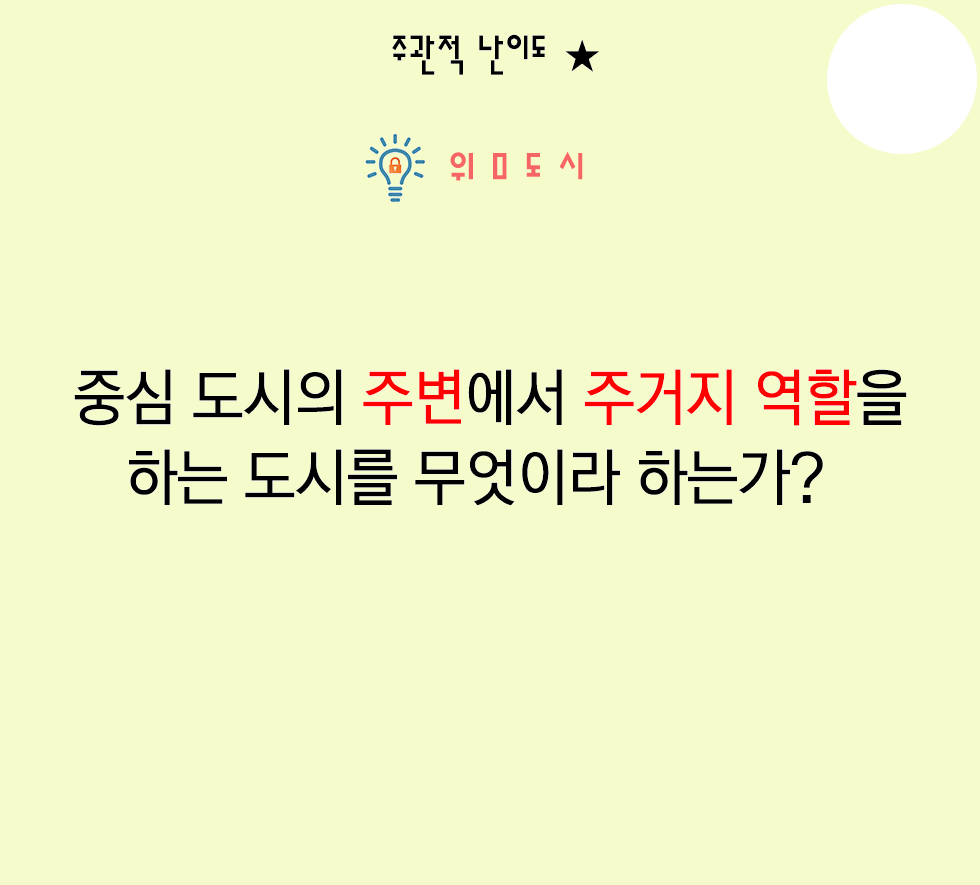 주관적 난이도 ★
위ㅁ도시
중심 도시의 주변에서 주거지 역할을
하는 도시를 무엇이라 하는가?